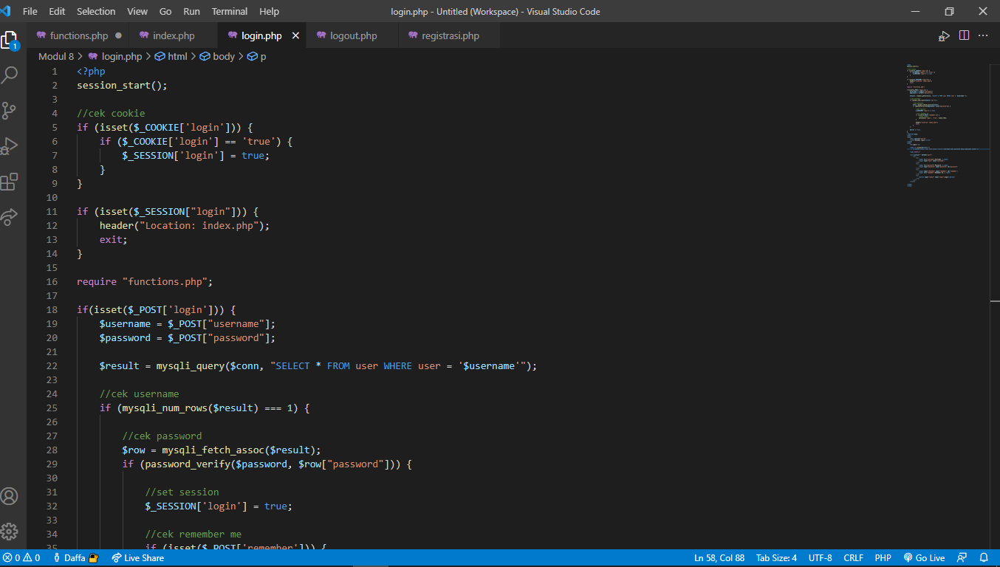 File Edit Selection View Go Run Terminal Help login.php - Untitled (Workspace) - Visual Studio Code
functions.php index.php login.php logout.php registrasi.php
Modul 8 > login.php > html > body > p
1 <?php
2 session_start();
3
4 //cek cookie
5 if (isset($_COOKIE['login'])) {
6 if ($_COOKIE['login'] == 'true') {
7 $_SESSION['login'] = true;
8 }
9 }
10
11 if (isset($_SESSION["login"])) {
12 header("Location: index.php");
13 exit;
14 }
15
16 require "functions.php";
17
18 if(isset($_POST['login'])) {
19 $username = $_POST["username"];
20 $password = $_POST["password"];
21
22 $result = mysqli_query($conn, "SELECT * FROM user WHERE user = '$username'");
23
24 //cek username
25 if (mysqli_num_rows($result) === 1) {
26
27 //cek password
28 $row = mysqli_fetch_assoc($result);
29 if (password_verify($password, $row["password"])) {
30
31 //set session
32 $_SESSION['login'] = true;
33
34 //cek remember me
35 if (isset($_POST['remember'])) {
1
0 0 Daffa Live Share Ln 58, Col 88 Tab Size: 4 UTF-8 CRLF PHP Go Live